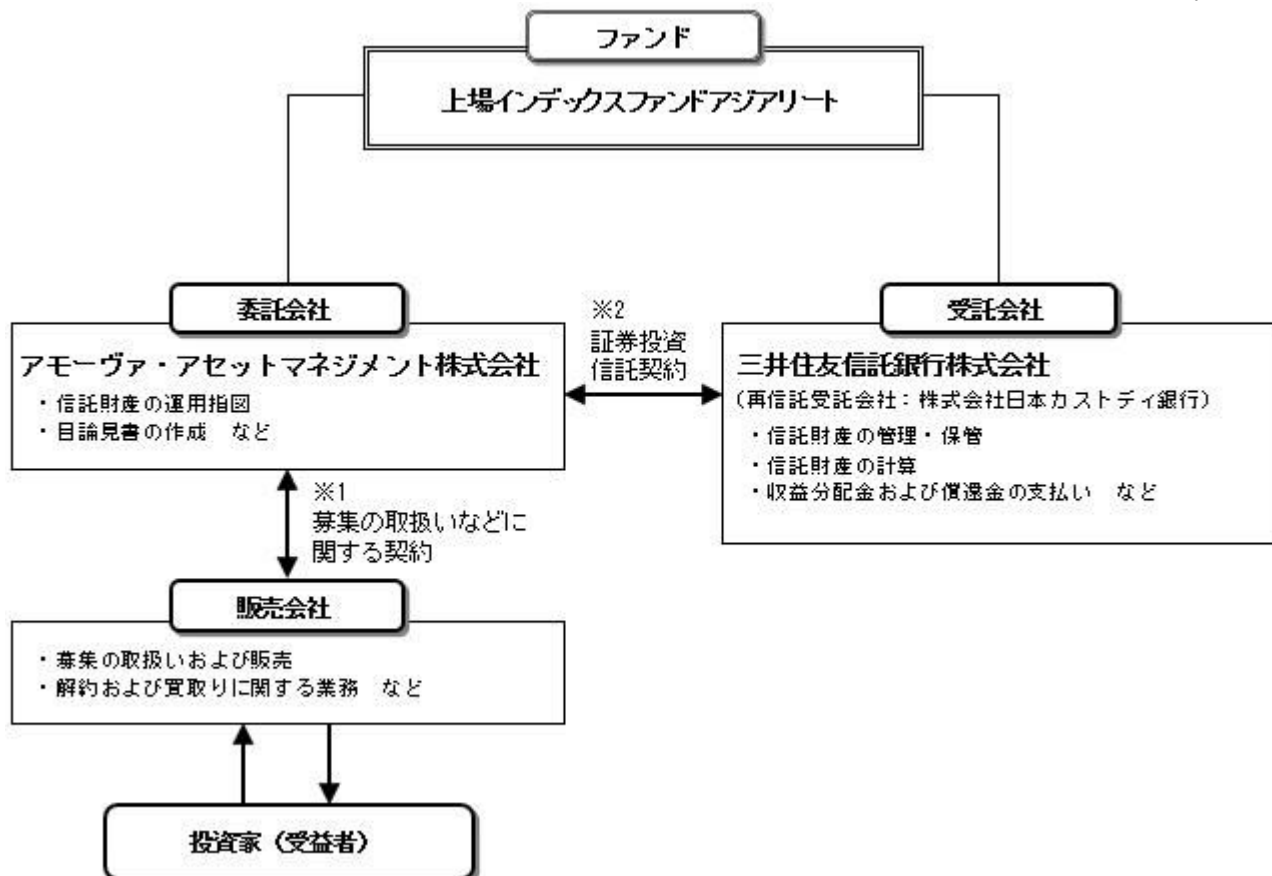 ファンド
上場インデックスファンドアジアリート
委託会社
アモーヴァ・アセットマネジメント株式会社
・信託財産の運用指図
・目論見書の作成 など
※2
証券投資
信託契約
受託会社
三井住友信託銀行株式会社
(再信託受託会社:株式会社日本カストディ銀行)
・信託財産の管理・保管
・信託財産の計算
・収益分配金および償還金の支払い など
※1
募集の取扱いなどに
関する契約
販売会社
・募集の取扱いおよび販売
・解約および買取りに関する業務 など
投資家(受益者)